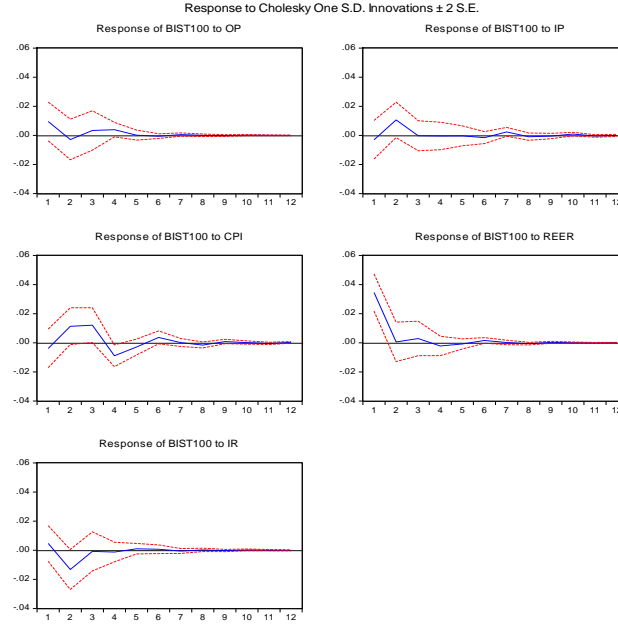 Response to Cholesky One S.D. Innovations ± 2 S.E.
Response of BIST100 to OP
.06
.04
.02
.00
-.02
-.04
1 2 3 4 5 6 7 8 9 10 11 12
Response of BIST100 to IP
.06
.04
.02
.00
-.02
-.04
1 2 3 4 5 6 7 8 9 10 11 12
Response of BIST100 to CPI
.06
.04
.02
.00
-.02
-.04
1 2 3 4 5 6 7 8 9 10 11 12
Response of BIST100 to REER
.06
.04
.02
.00
-.02
-.04
1 2 3 4 5 6 7 8 9 10 11 12
Response of BIST100 to IR
.06
.04
.02
.00
-.02
-.04
1 2 3 4 5 6 7 8 9 10 11 12